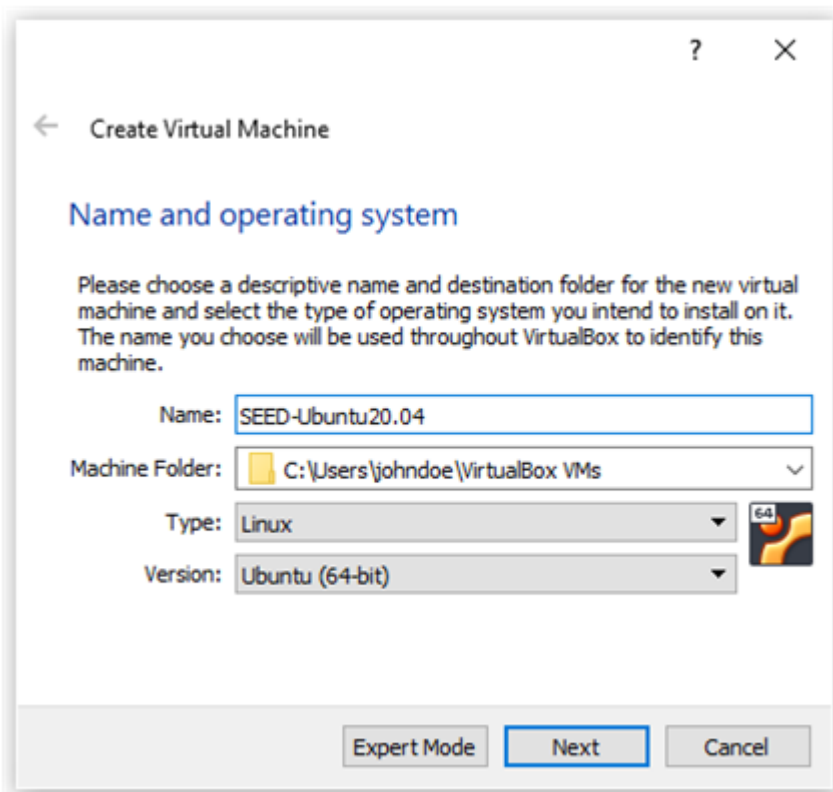 ?
Create Virtual Machine
Name and operating system
Please choose a descriptive name and destination folder for the new virtual
machine and select the type of operating system you intend to install on it.
The name you choose will be used throughout VirtualBox to identify this
machine.
Name: SEED-Ubuntu20.04
Machine Folder: C:\Users\johndoe\VirtualBox VMs
Type: Linux
64
Version: Ubuntu (64-bit)
Expert Mode Next Cancel